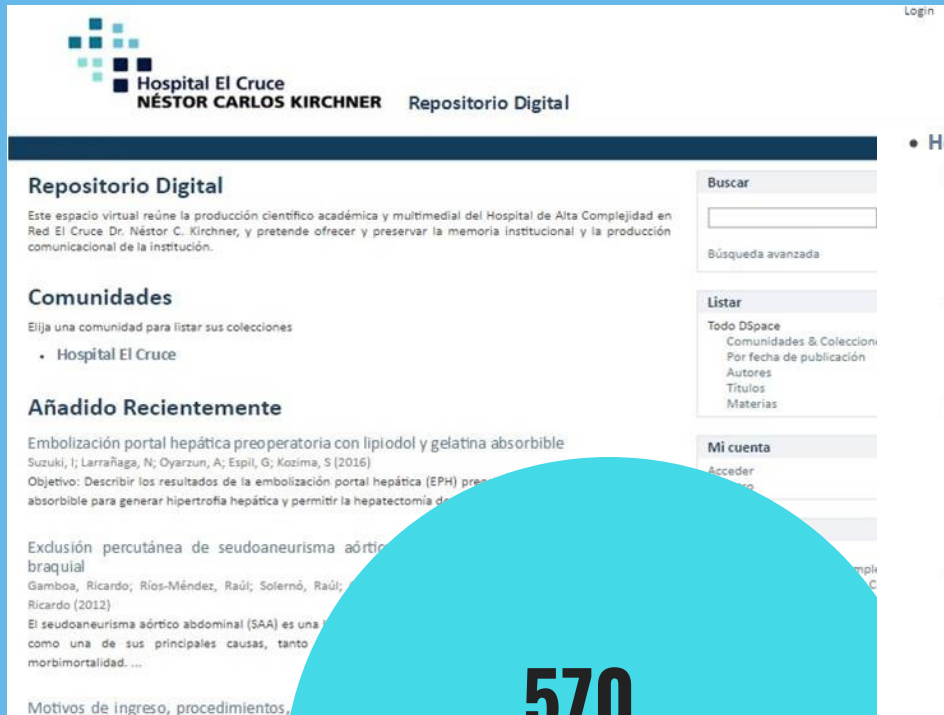 Login
Hospital El Cruce
NÉSTOR CARLOS KIRCHNER
Repositorio Digital
Repositorio Digital
Este espacio virtual reúne la producción científico académica y multimedial del Hospital de Alta Complejidad en
Red El Cruce Dr. Néstor C. Kirchner, y pretende ofrecer y preservar la memoria institucional y la producción
comunicacional de la institución.
Comunidades
Elija una comunidad para listar sus colecciones
• Hospital El Cruce
Añadido Recientemente
Embolización portal hepática preoperatoria con lipiodol y gelatina absorbible
Suzuki, I; Larrañaga, N; Oyarzun, A; Espil, G; Kozima, S (2016)
Objetivo: Describir los resultados de la embolización portal hepática (EPH)
absorbible para generar hipertrofia hepática y permitir la hepatectomía
Exclusión percutánea de seudoaneurisma
braquial
Gamboa, Ricardo; Ríos-Méndez, Raúl; Solernó, Raúl;
Ricardo (2012)
El seudoaneurisma aórtico abdominal (SAA) es una
como una de sus principales causas, tanto
morbimortalidad. ...
Motivos de ingreso, procedimientos,
Buscar
Búsqueda avanzada
Listar
Todo DSpace
Comunidades & Coleccion
Por fecha de publicación
Autores
Títulos
Materias
Mi cuenta
Acceder
570